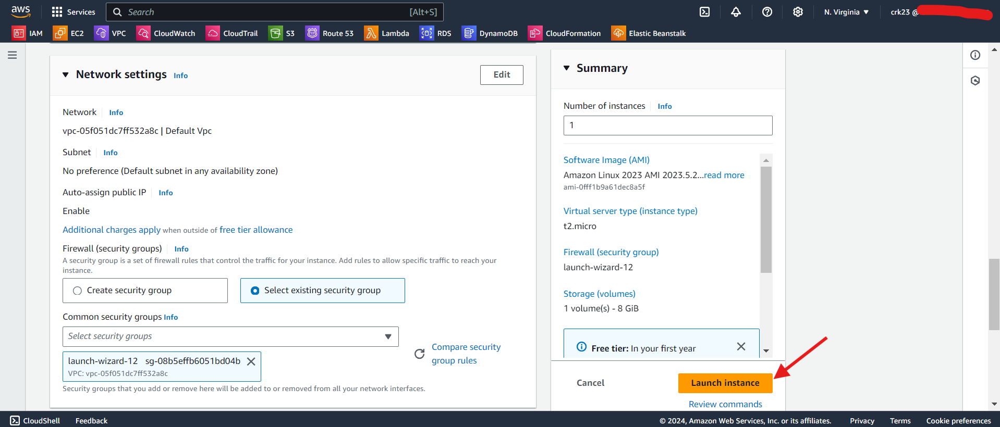 aws
Services
Search [Alt+S]
N. Virginia
crk23 @
IAM EC2 VPC CloudWatch CloudTrail S3 Route 53 Lambda RDS DynamoDB CloudFormation Elastic Beanstalk
Network settings Info
Edit
Network Info
vpc-05f051dc7ff532a8c | Default Vpc
Subnet Info
No preference (Default subnet in any availability zone)
Auto-assign public IP Info
Enable
Additional charges apply when outside of free tier allowance
Firewall (security groups) Info
A security group is a set of firewall rules that control the traffic for your instance. Add rules to allow specific traffic to reach your
instance.
Create security group
Select existing security group
Common security groups Info
Select security groups
launch-wizard-12 sg-08b5effb6051bd04b
VPC: vpc-05f051dc7ff532a8c
Compare security
group rules
Security groups that you add or remove here will be added to or removed from all your network interfaces.
Summary
Number of instances Info
1
Software Image (AMI)
Amazon Linux 2023 AMI 2023.5.2...read more
ami-0fff1b9a61dec8a5f
Virtual server type (instance type)
t2.micro
Firewall (security group)
launch-wizard-12
Storage (volumes)
1 volume(s) - 8 GiB
Free tier: In your first year
Cancel
Launch instance
Review commands
CloudShell Feedback
© 2024, Amazon Web Services, Inc. or its affiliates. Privacy Terms Cookie preferences